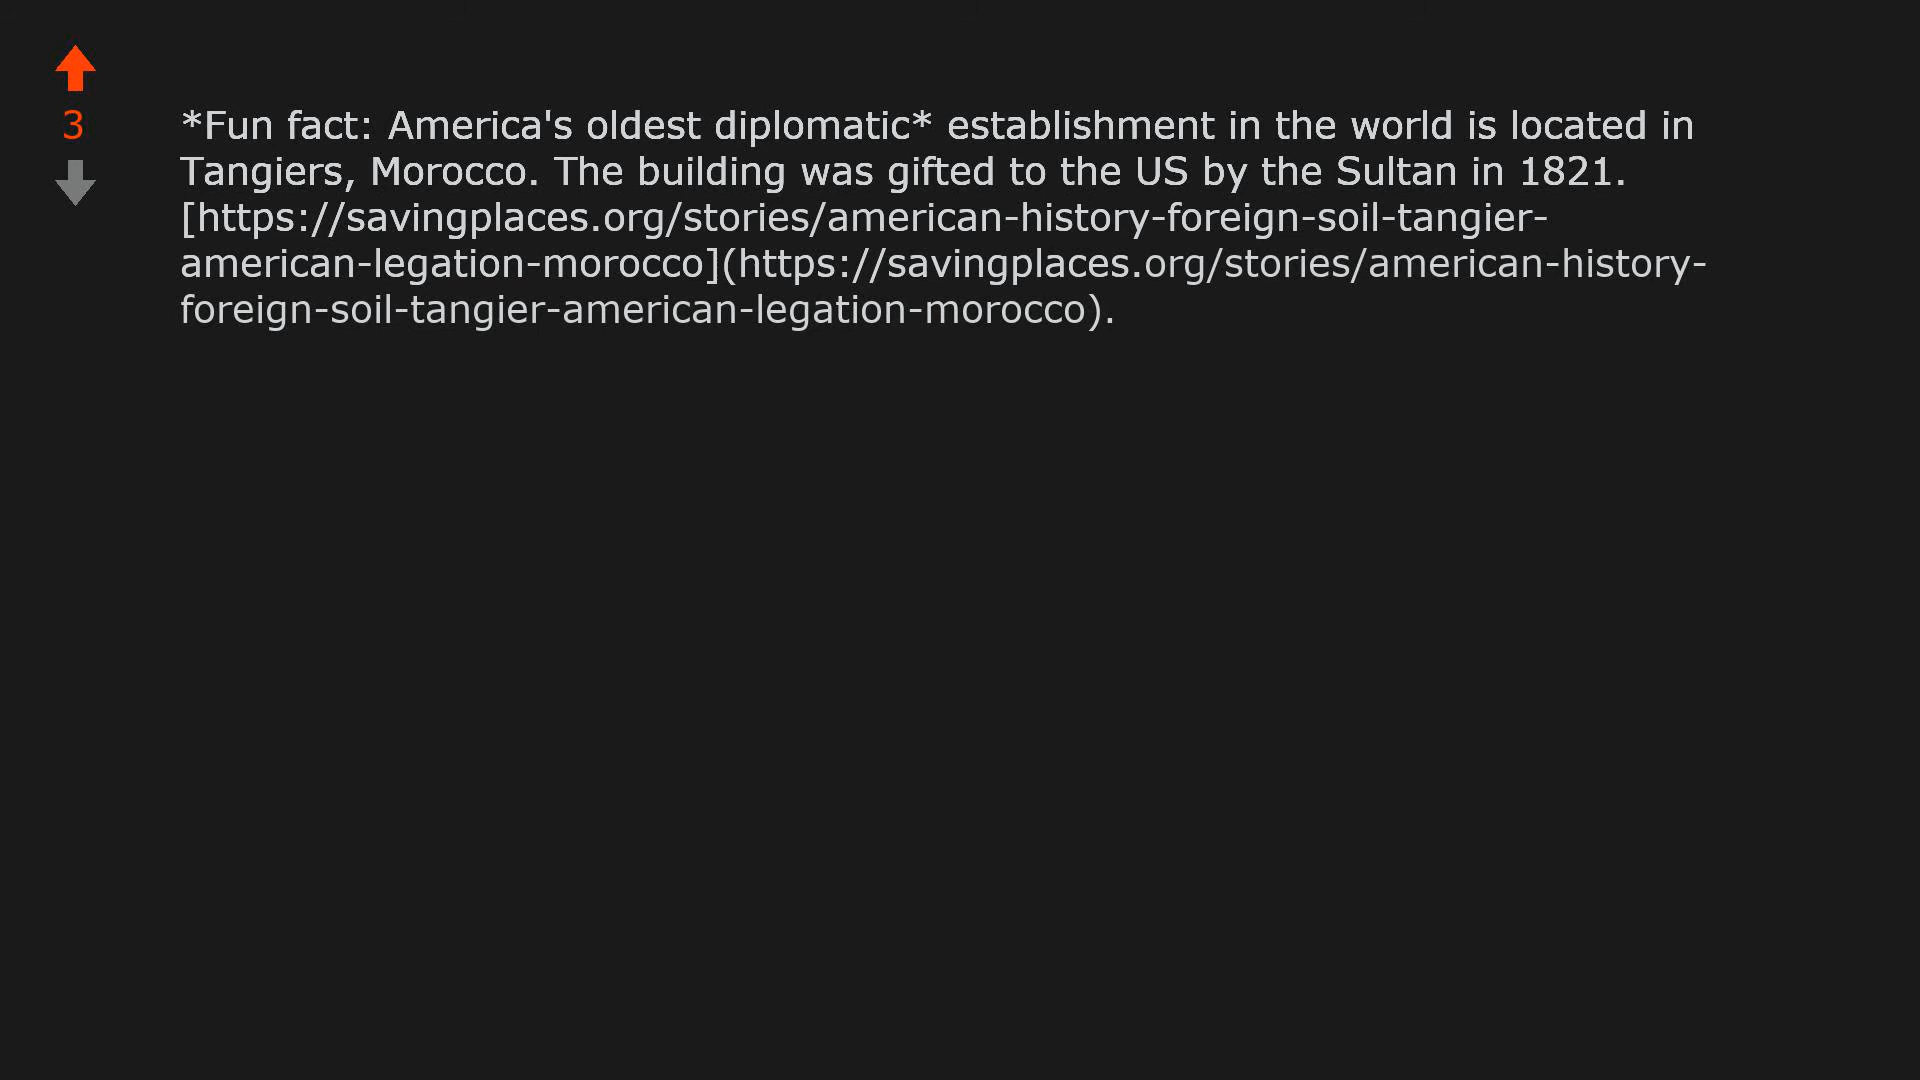 3
*Fun fact: America's oldest diplomatic* establishment in the world is located in
Tangiers, Morocco. The building was gifted to the US by the Sultan in 1821.
[https://savingplaces.org/stories/american-history-foreign-soil-tangier-
american-legation-morocco](https://savingplaces.org/stories/american-history-
foreign-soil-tangier-american-legation-morocco).